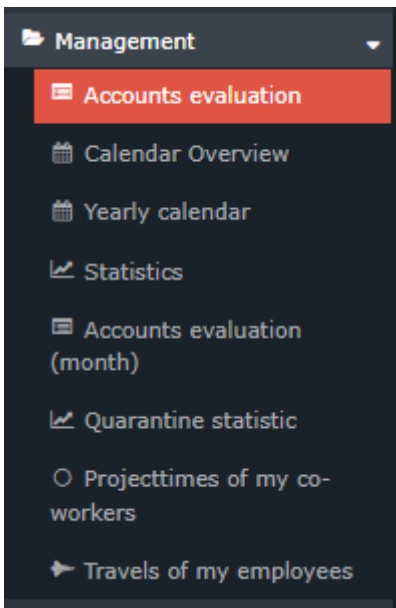 Management
Accounts evaluation
Calendar Overview
Yearly calendar
Statistics
Accounts evaluation
(month)
Quarantine statistic
Projecttimes of my co-
workers
Travels of my employees